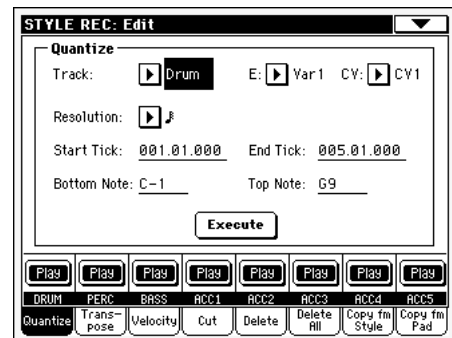 STYLE REC: Edit
Quantize
Track: Drum E: Var1 CV: CV1
Resolution:
Start Tick: 001.01.000 End Tick: 005.01.000
Bottom Note: C-1 Top Note: G9
Execute
Play Play Play Play Play Play Play Play
DRUM PERC BASS ACC1 ACC2 ACC3 ACC4 ACC5
Quantize Trans-pose Velocity Cut Delete Delete All Copy fm Style Copy fm Pad